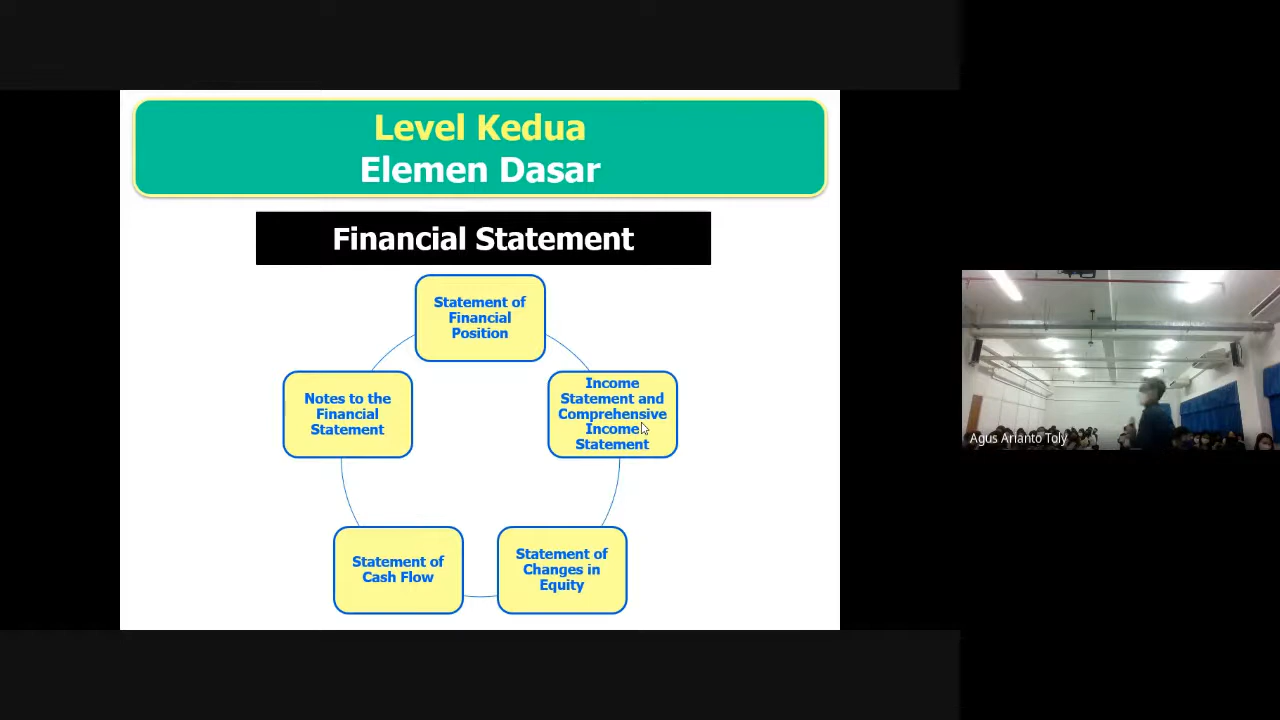 Level Kedua
Elemen Dasar
Financial Statement
Statement of
Financial
Position
Income
Statement and
Comprehensive
Income
Statement
Statement of
Changes in
Equity
Statement of
Cash Flow
Notes to the
Financial
Statement
Agus Arianto Toly